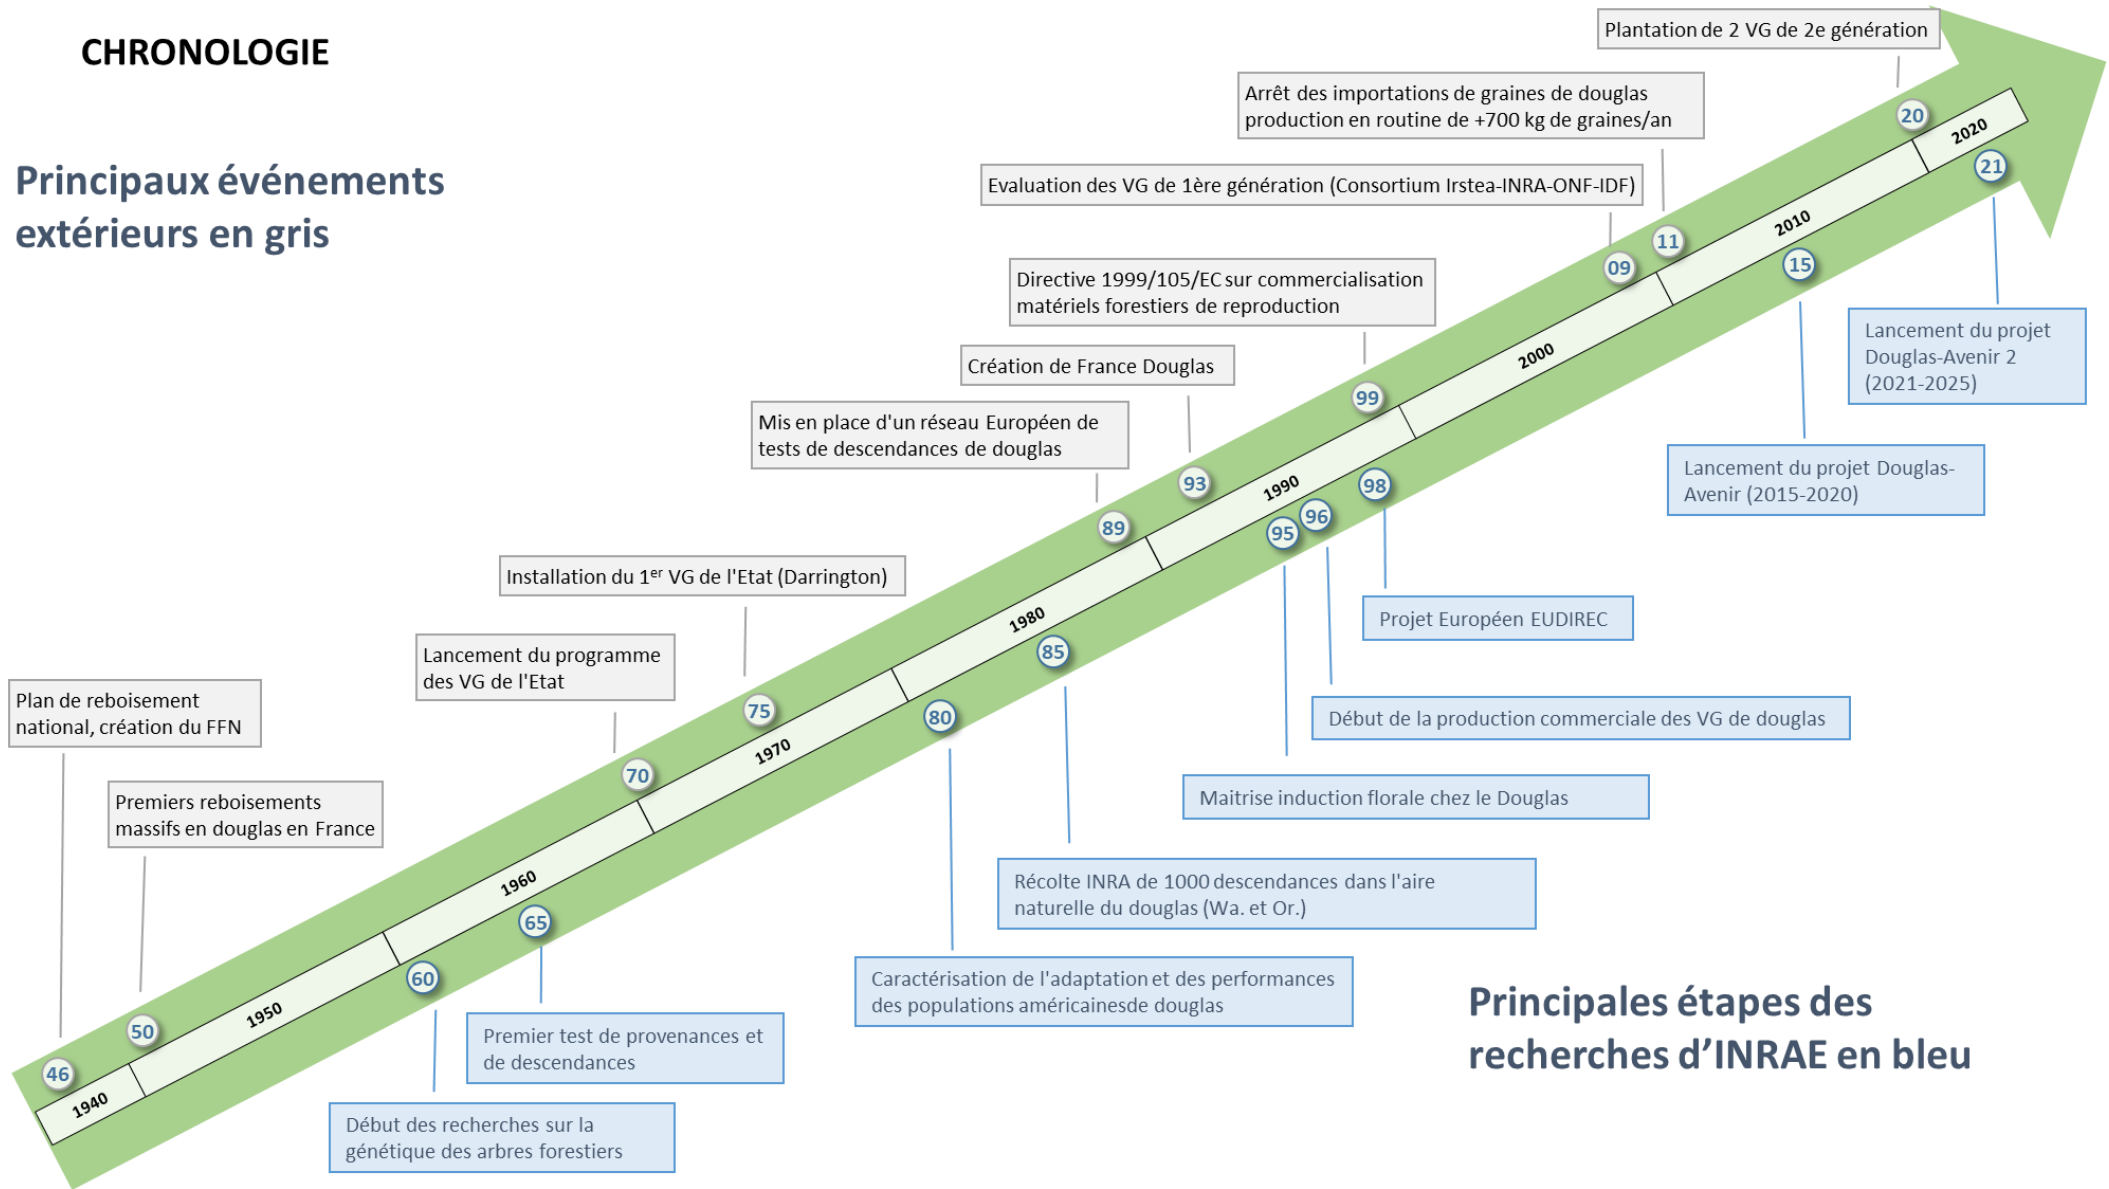 CHRONOLOGIE
Principaux événements
extérieurs en gris
Plantation de 2 VG de 2e génération
Arrêt des importations de graines de douglas
production en routine de +700 kg de graines/an
Evaluation des VG de 1ère génération (Consortium Irstea-INRA-ONF-IDF)
Directive 1999/105/EC sur commercialisation
matériels forestiers de reproduction
Création de France Douglas
Mis en place d'un réseau Européen de
tests de descendances de douglas
Installation du 1er VG de l'Etat (Darrington)
Lancement du programme
des VG de l'Etat
Plan de reboisement
national, création du FFN
Premiers reboisements
massifs en douglas en France
46
50
70
75
89
93
99
09
11
20
1940
1950
1960
1970
1980
1990
2000
2010
2020
60
65
80
85
95
96
98
15
21
Lancement du projet
Douglas-Avenir 2
(2021-2025)
Lancement du projet Douglas-
Avenir (2015-2020)
Projet Européen EUDIREC
Début de la production commerciale des VG de douglas
Maitrise induction florale chez le Douglas
Récolte INRA de 1000 descendances dans l'aire
naturelle du douglas (Wa. et Or.)
Caractérisation de l'adaptation et des performances
des populations américainesde douglas
Premier test de provenances et
de descendances
Début des recherches sur la
génétique des arbres forestiers
Principales étapes des
recherches d’INRAE en bleu